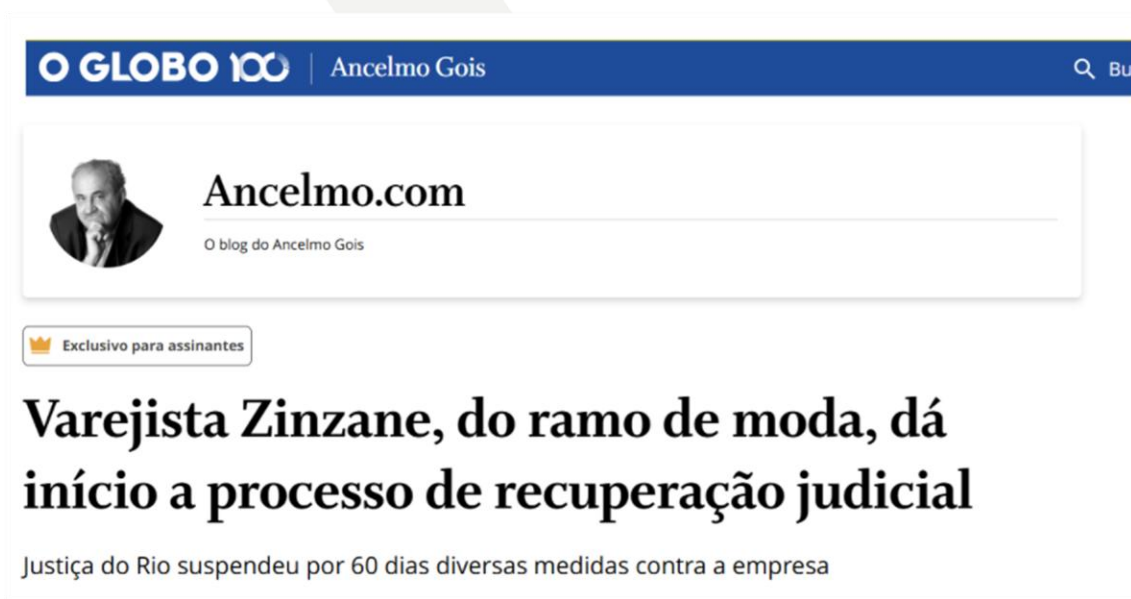 O GLOBO 100 | Ancelmo Gois
Bu
Ancelmo.com
O blog do Ancelmo Gois
Exclusivo para assinantes
Varejista Zinzane, do ramo de moda, dá
início a processo de recuperação judicial
Justiça do Rio suspendeu por 60 dias diversas medidas contra a empresa